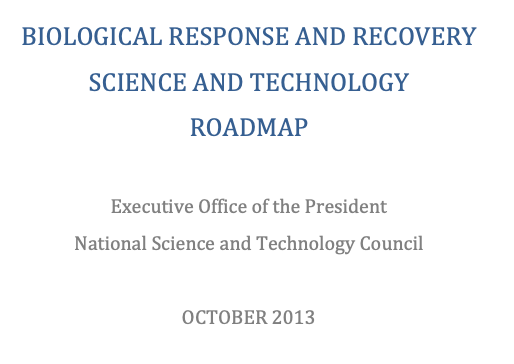 BIOLOGICAL RESPONSE AND RECOVERY
SCIENCE AND TECHNOLOGY
ROADMAP
Executive Office of the President
National Science and Technology Council
OCTOBER 2013